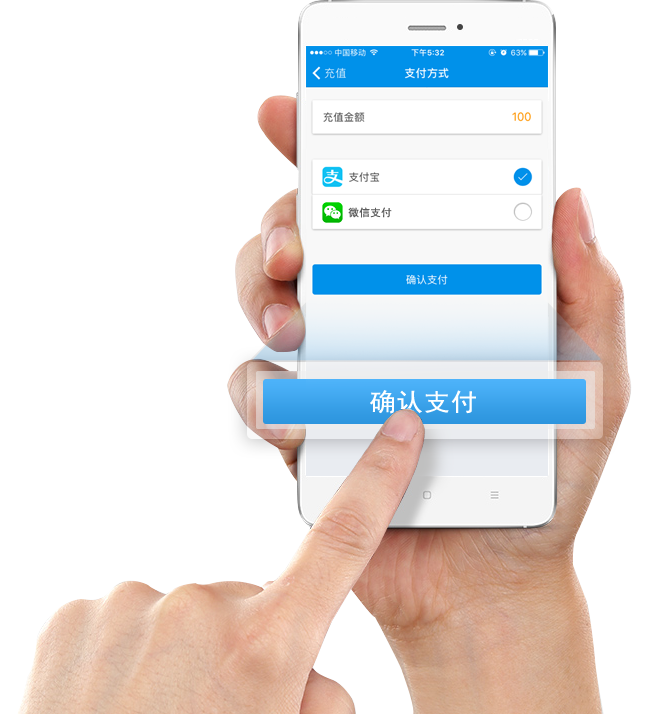 中国移动 下午5:32 63%
充值 支付方式
充值金额 100
支 支付宝
微信支付
确认支付
确认支付